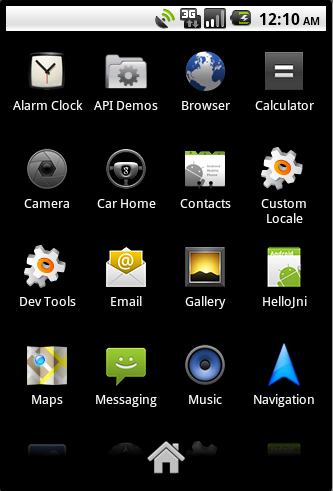 3G 12:10 AM
Alarm Clock API Demos Browser Calculator
Camera Car Home Contacts Custom
Locale
Dev Tools Email Gallery HelloJni
Maps Messaging Music Navigation